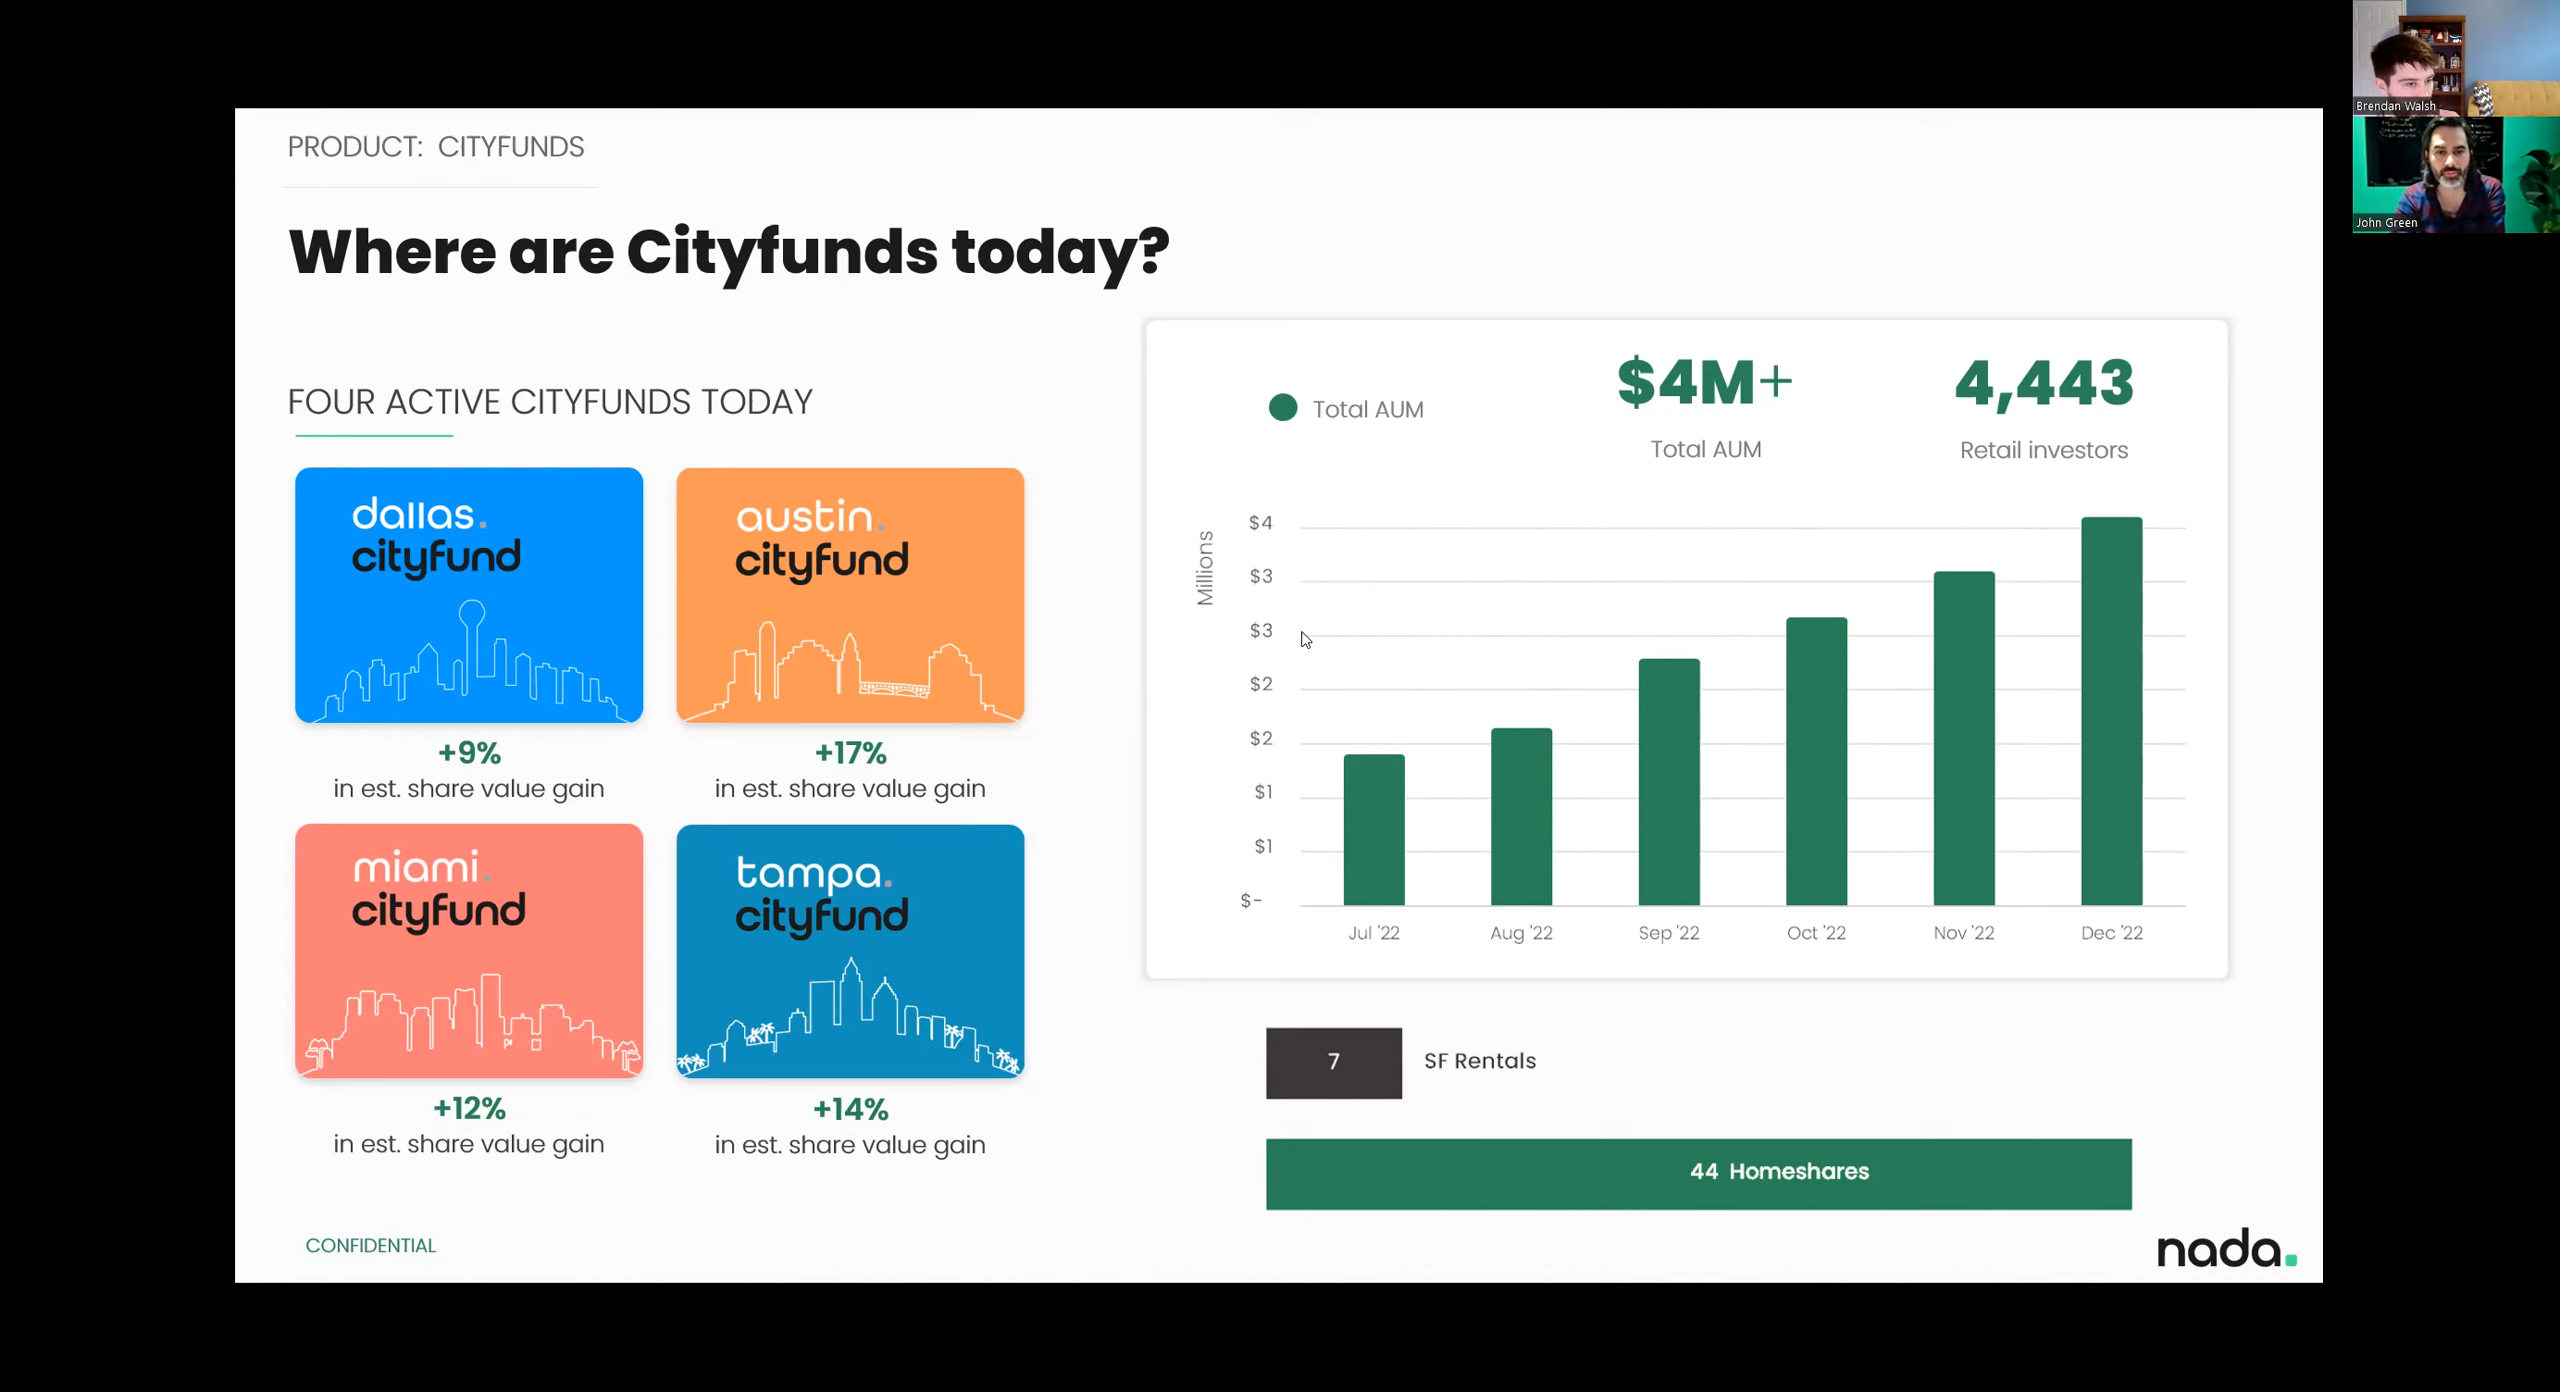 PRODUCT: CITYFUNDS
Where are Cityfunds today?
FOUR ACTIVE CITYFUNDS TODAY
dallas.
cityfund
+9%
in est. share value gain
austin.
cityfund
+17%
in est. share value gain
miami.
cityfund
+12%
in est. share value gain
tampa.
cityfund
+14%
in est. share value gain
Total AUM
$4M+
Total AUM
4,443
Retail investors
Millions
$4
$3
$3
$2
$2
$1
$1
$-
Jul '22
Aug '22
Sep '22
Oct '22
Nov '22
Dec '22
7
SF Rentals
44 Homeshares
CONFIDENTIAL
nada.
Brendan Walsh
John Green